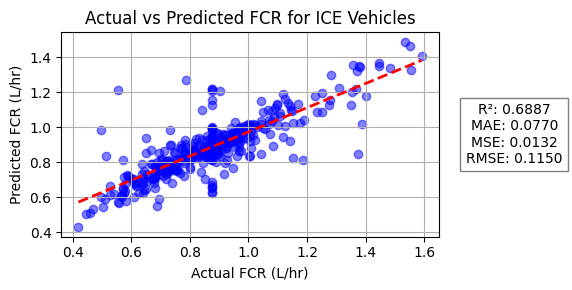 Actual vs Predicted FCR for ICE Vehicles
Predicted FCR (L/hr)
1.4
1.2
1.0
0.8
0.6
0.4
0.4 0.6 0.8 1.0 1.2 1.4 1.6
Actual FCR (L/hr)
R²: 0.6887
MAE: 0.0770
MSE: 0.0132
RMSE: 0.1150